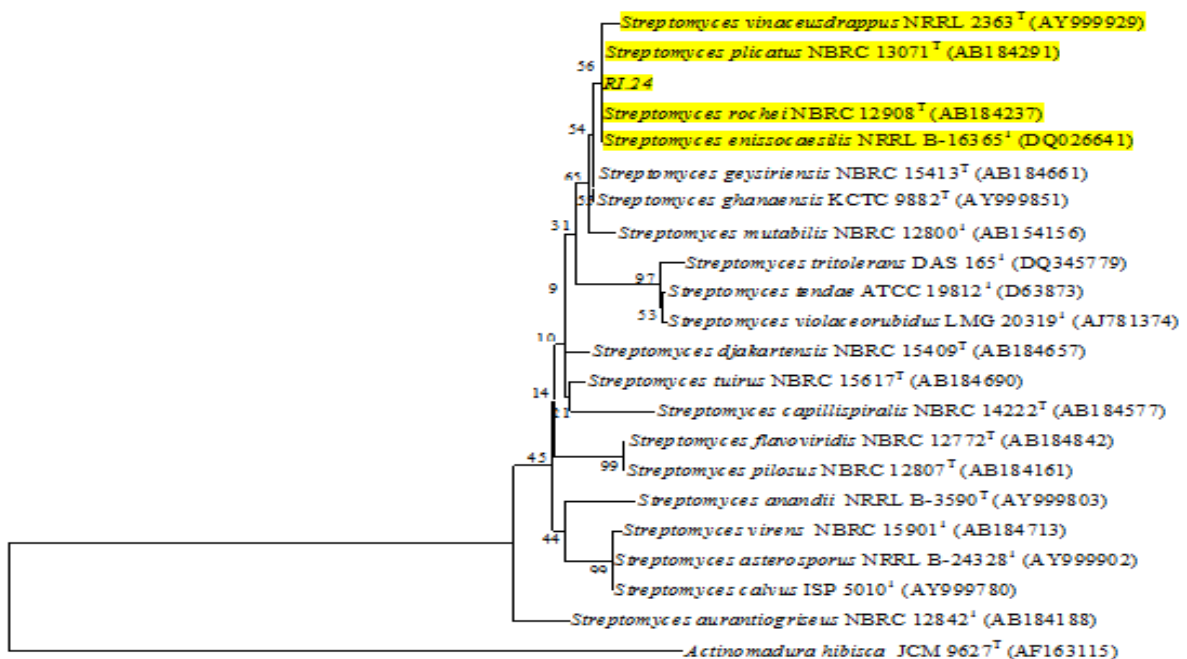 Streptomyces vinaceusdrappus NRRL 2363ᵀ (AY999929)
Streptomyces plicatus NBRC 13071ᵀ (AB184291)
56
RL24
Streptomyces rochei NBRC 12908ᵀ (AB184237)
54
Streptomyces enissocaesilis NRRL B-16365ᵀ (DQ026641)
Streptomyces geysiriensis NBRC 15413ᵀ (AB184661)
65
Streptomyces ghanaensis KCTC 9882ᵀ (AY999851)
31
Streptomyces mutabilis NBRC 12800ᵀ (AB154156)
Streptomyces tritolerans DAS 165ᵀ (DQ345779)
97
9
Streptomyces tendae ATCC 19812ᵀ (D63873)
53
Streptomyces violaceorubidus LMG 20319ᵀ (AJ781374)
10
Streptomyces djakartensis NBRC 15409ᵀ (AB184657)
Streptomyces tuirus NBRC 15617ᵀ (AB184690)
14
21
Streptomyces capillispiralis NBRC 14222ᵀ (AB184577)
Streptomyces flavoviridis NBRC 12772ᵀ (AB184842)
45
99
Streptomyces pilosus NBRC 12807ᵀ (AB184161)
Streptomyces anandii NRRL B-3590ᵀ (AY999803)
Streptomyces virens NBRC 15901ᵀ (AB184713)
44
Streptomyces asterosporus NRRL B-24328ᵀ (AY999902)
99
Streptomyces calvus ISP 5010ᵀ (AY999780)
Streptomyces aurantiogriseus NBRC 12842ᵀ (AB184188)
Actinomadura hibisca JCM 9627ᵀ (AF163115)